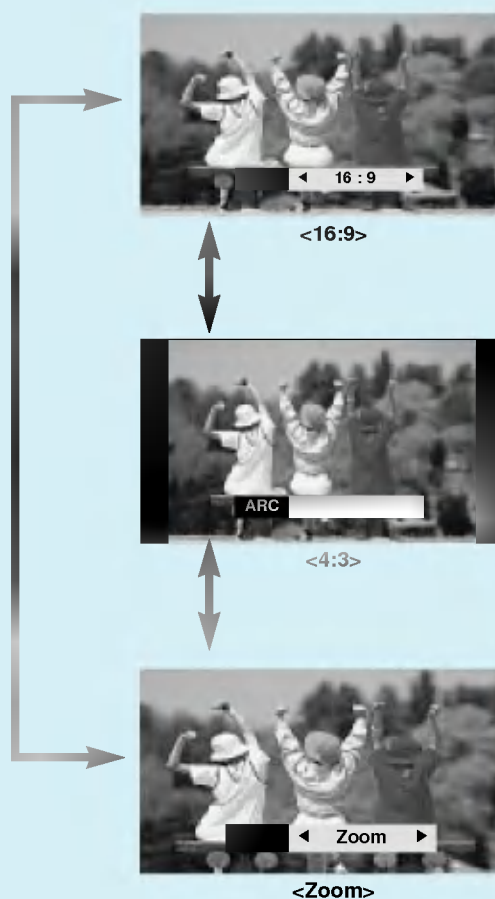 ◄ 16 : 9 ►
<16:9>
ARC
<4:3>
◄ Zoom ►
<Zoom>